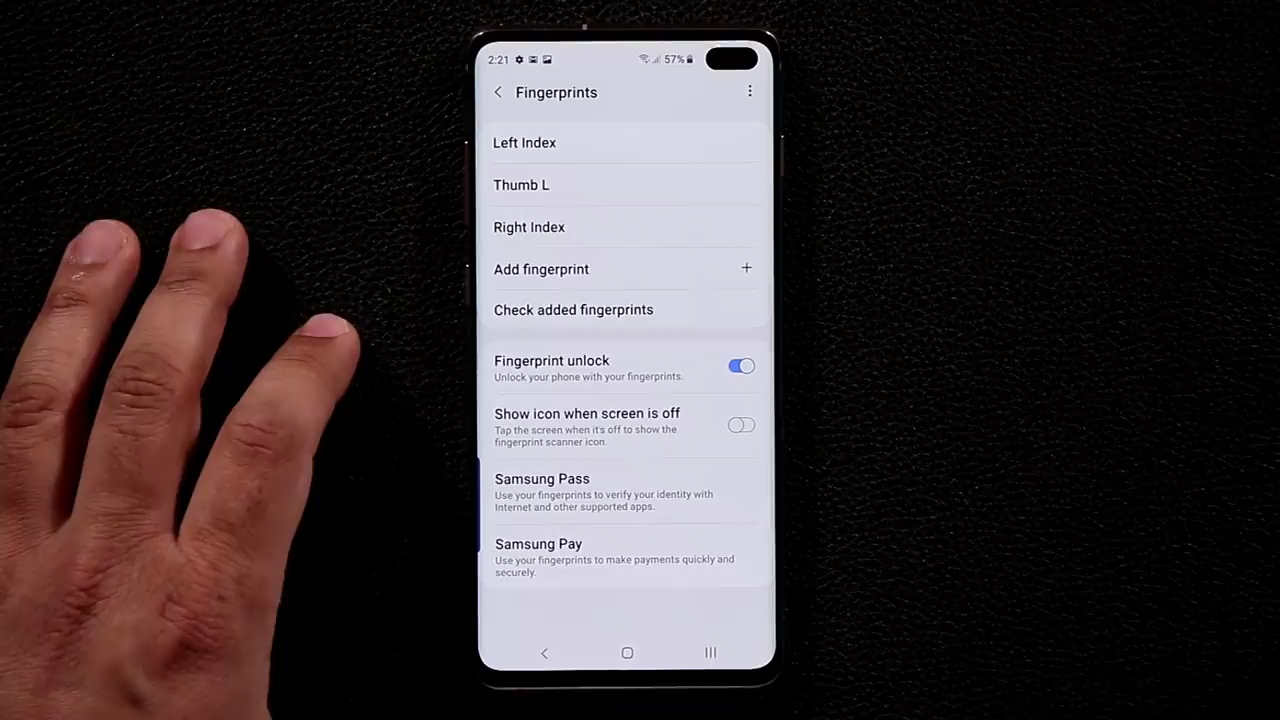 2:21 57%
Fingerprints
Left Index
Thumb L
Right Index
Add fingerprint
Check added fingerprints
Fingerprint unlock
Unlock your phone with your fingerprints.
Show icon when screen is off
Tap the screen when it's off to show the
fingerprint scanner icon.
Samsung Pass
Use your fingerprints to verify your identity with
Internet and other supported apps.
Samsung Pay
Use your fingerprints to make payments quickly and
securely.